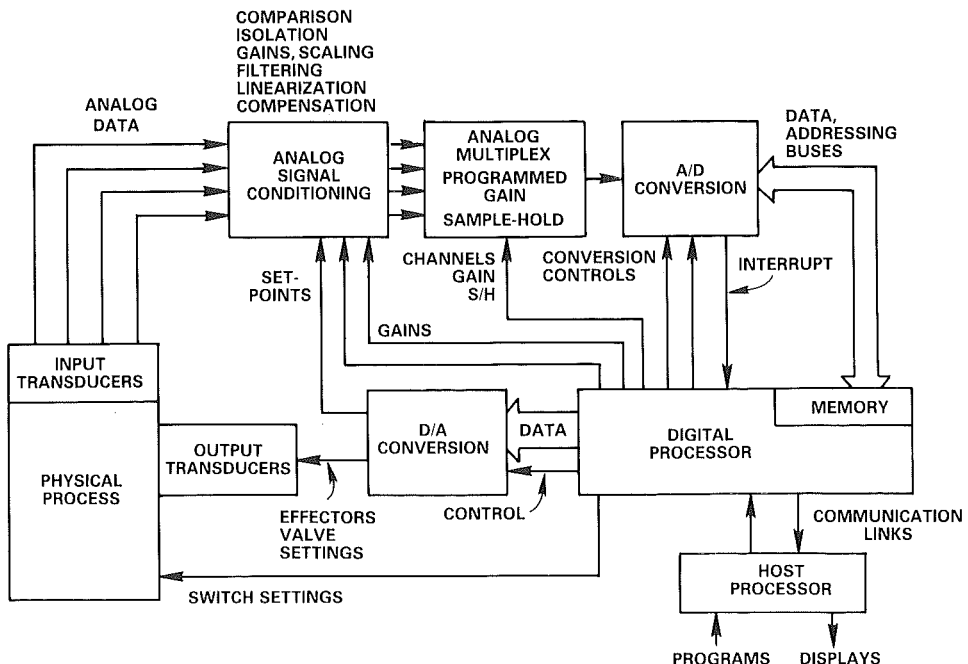 COMPARISON
ISOLATION
GAINS, SCALING
FILTERING
LINEARIZATION
COMPENSATION
ANALOG
DATA
ANALOG
SIGNAL
CONDITIONING
ANALOG
MULTIPLEX
PROGRAMMED
GAIN
SAMPLE-HOLD
A/D
CONVERSION
DATA,
ADDRESSING
BUSES
SET-
POINTS
CHANNELS
GAIN
S/H
CONVERSION
CONTROLS
INTERRUPT
GAINS
INPUT
TRANSDUCERS
PHYSICAL
PROCESS
OUTPUT
TRANSDUCERS
D/A
CONVERSION
DATA
DIGITAL
PROCESSOR
MEMORY
EFFECTORS
VALVE
SETTINGS
CONTROL
COMMUNICATION
LINKS
SWITCH SETTINGS
HOST
PROCESSOR
PROGRAMS
DISPLAYS